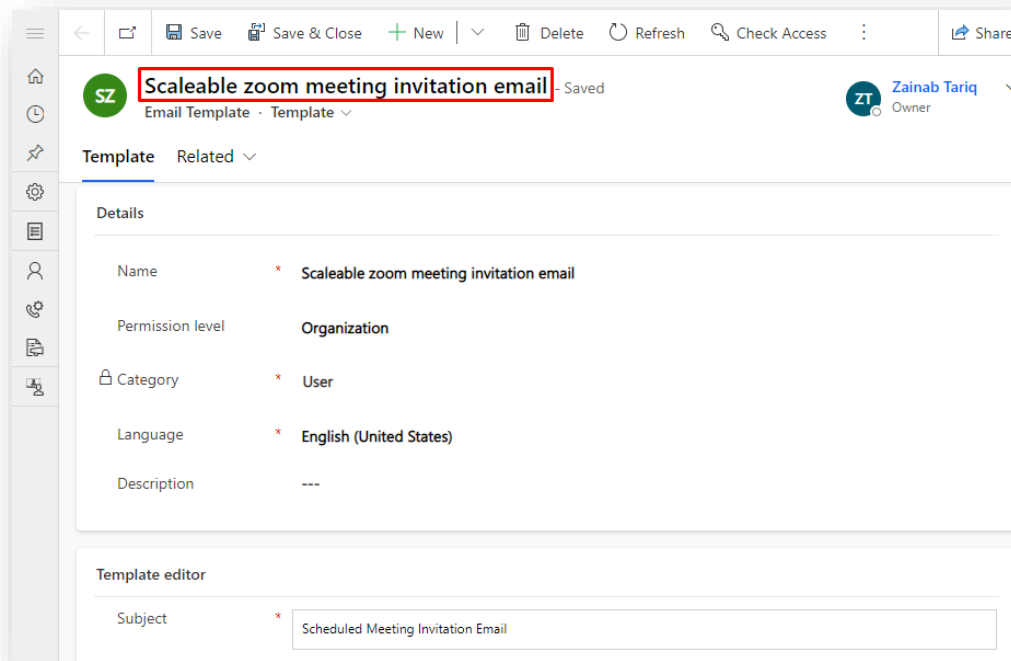 Save Save & Close New Delete Refresh Check Access Share
SZ Scaleable zoom meeting invitation email - Saved
Email Template · Template
ZT Zainab Tariq
Owner
Template Related
Details
Name * Scaleable zoom meeting invitation email
Permission level Organization
Category * User
Language * English (United States)
Description ---
Template editor
Subject * Scheduled Meeting Invitation Email